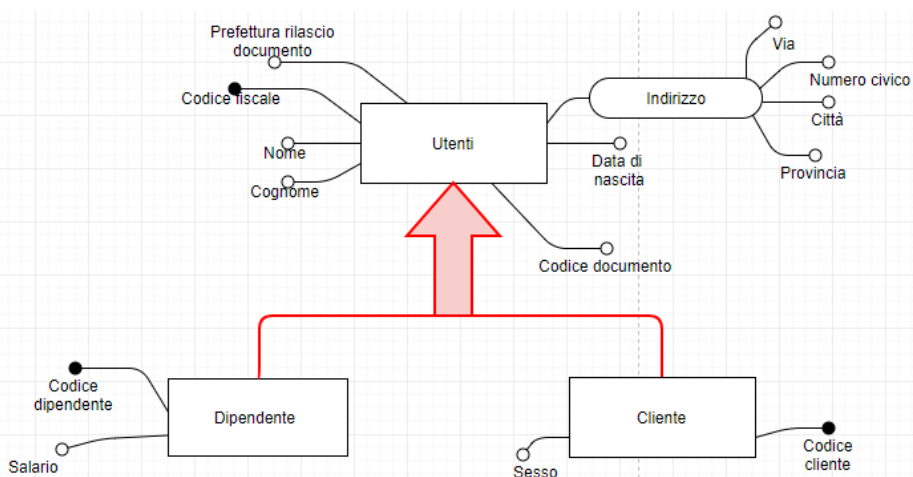 Prefettura rilascio
documento
Via
Codice fiscale
Indirizzo
Numero civico
Città
Nome
Utenti
Data di
nascita
Provincia
Cognome
Codice documento
Codice
dipendente
Dipendente
Cliente
Salario
Sesso
Codice
cliente